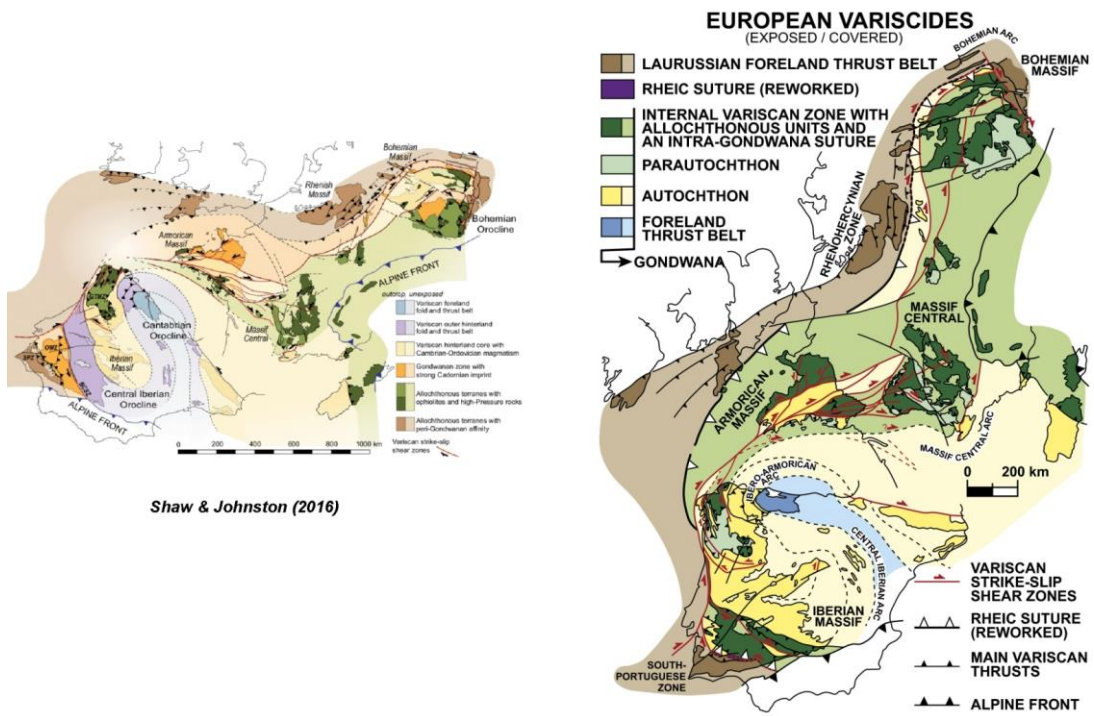 Bohemian
Massif
Rhenish
Massif
Armorican
Massif
Bohemian
Orocline
ALPINE FRONT
Cantabrian
Orocline
Massif
Central
Iberian
Massif
OMZ
SPZ
Central Iberian
Orocline
ALPINE FRONT
outcrop unexposed
Variscan foreland
fold and thrust belt
Variscan outer hinterland
fold and thrust belt
Variscan hinterland core with
Cambrian-Ordovician magmatism
Gondwanan zone with
strong Cadomian imprint
Allochthonous terranes with
ophiolites and high-Pressure rocks
Allochthonous terranes with
peri-Gondwanan affinity
Variscan strike-slip
shear zones
0 200 400 600 800 1000 km
Shaw & Johnston (2016)
EUROPEAN VARISCIDES
(EXPOSED / COVERED)
LAURUSSIAN FORELAND THRUST BELT
RHEIC SUTURE (REWORKED)
INTERNAL VARISCAN ZONE WITH
ALLOCHTHONOUS UNITS AND
AN INTRA-GONDWANA SUTURE
PARAUTOCHTHON
AUTOCHTHON
FORELAND
THRUST BELT
GONDWANA
BOHEMIAN ARC
BOHEMIAN
MASSIF
RHENOHERCYNIAN
ZONE
MASSIF
CENTRAL
ARMORICAN
MASSIF
MASSIF CENTRAL ARC
0 200 km
IBERO-ARMORICAN
ARC
CENTRAL IBERIAN
ARC
IBERIAN
MASSIF
SOUTH-
PORTUGUESE
ZONE
VARISCAN
STRIKE-SLIP
SHEAR ZONES
RHEIC SUTURE
(REWORKED)
MAIN VARISCAN
THRUSTS
ALPINE FRONT